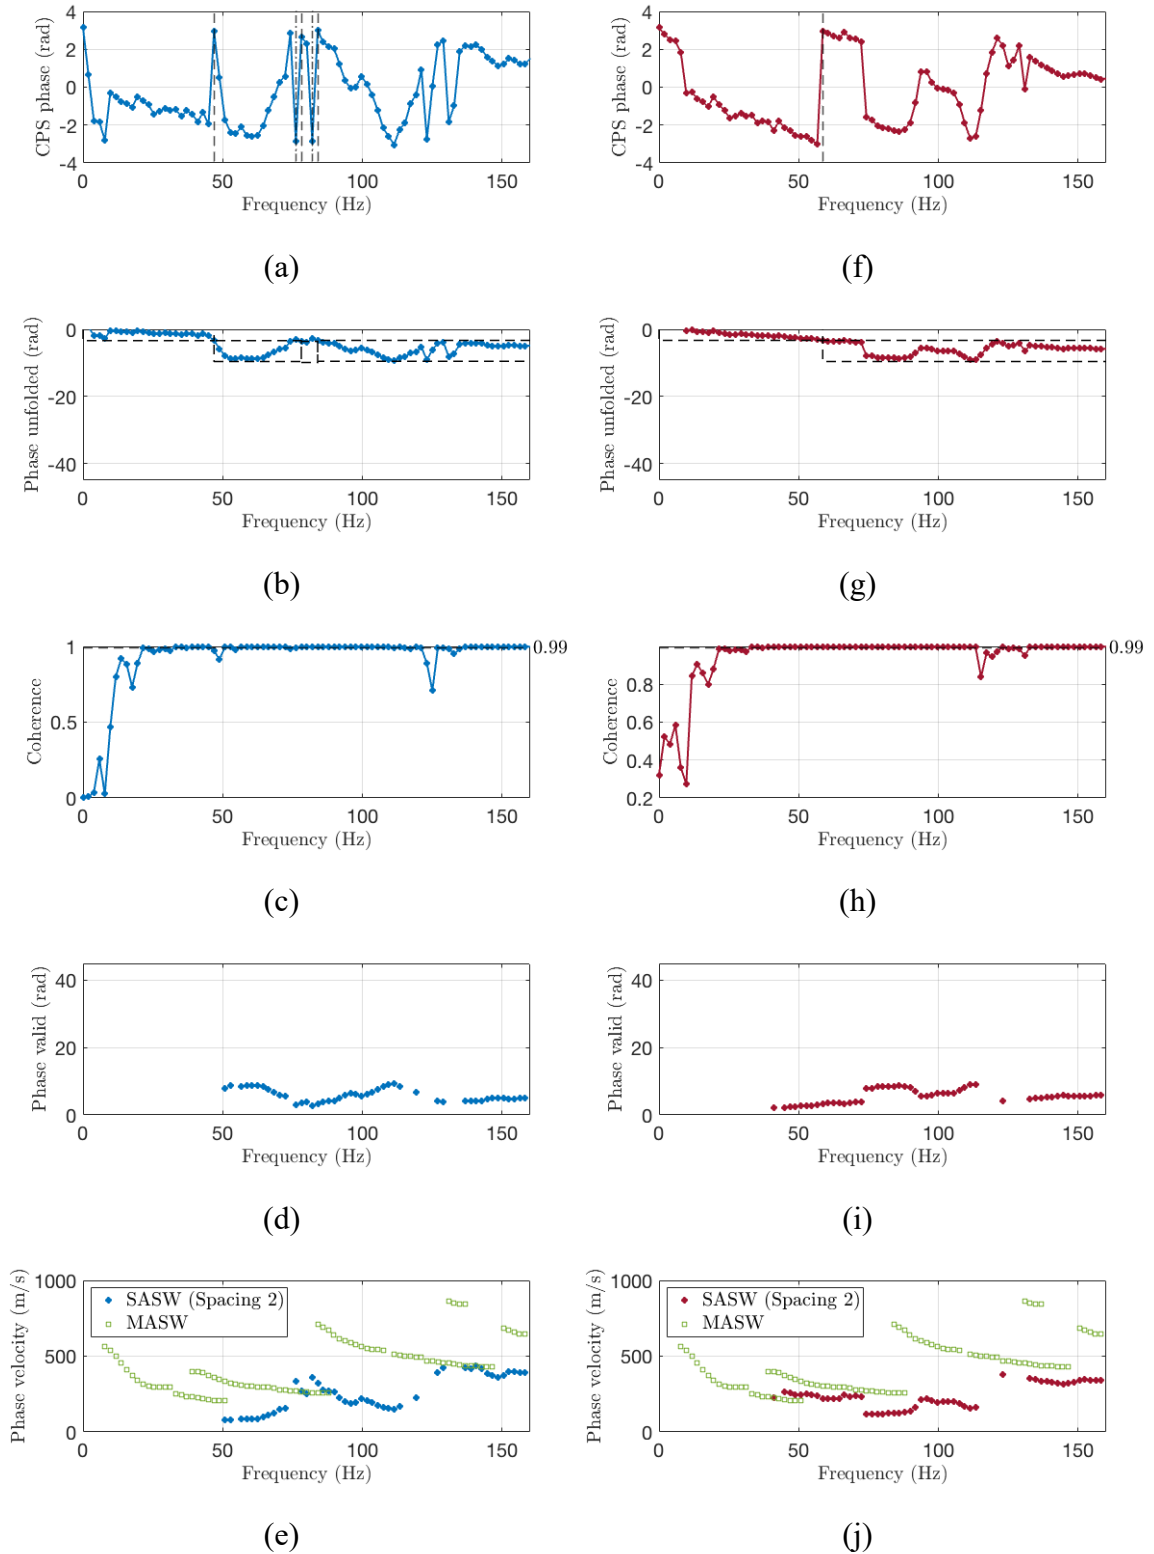 CPS phase (rad)
4
2
0
-2
-4
0 50 100 150
Frequency (Hz)
(a)
CPS phase (rad)
4
2
0
-2
-4
0 50 100 150
Frequency (Hz)
(f)
Phase unfolded (rad)
0
-20
-40
0 50 100 150
Frequency (Hz)
(b)
Phase unfolded (rad)
0
-20
-40
0 50 100 150
Frequency (Hz)
(g)
Coherence
1
0.5
0
0.99
0 50 100 150
Frequency (Hz)
(c)
Coherence
0.8
0.6
0.4
0.2
0.99
0 50 100 150
Frequency (Hz)
(h)
Phase valid (rad)
40
20
0
0 50 100 150
Frequency (Hz)
(d)
Phase valid (rad)
40
20
0
0 50 100 150
Frequency (Hz)
(i)
Phase velocity (m/s)
1000
500
0
SASW (Spacing 2)
MASW
0 50 100 150
Frequency (Hz)
(e)
Phase velocity (m/s)
1000
500
0
SASW (Spacing 2)
MASW
0 50 100 150
Frequency (Hz)
(j)